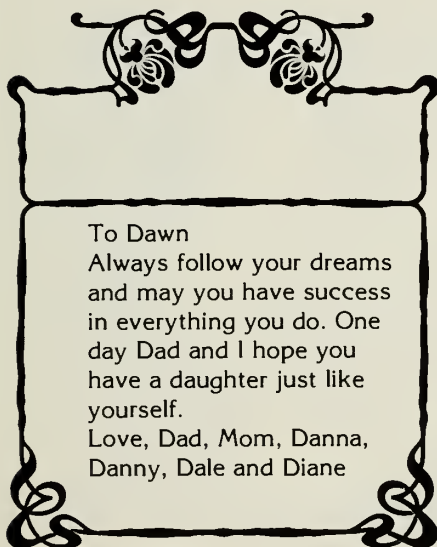 To Dawn
Always follow your dreams
and may you have success
in everything you do. One
day Dad and I hope you
have a daughter just like
yourself.
Love, Dad, Mom, Danna,
Danny, Dale and Diane